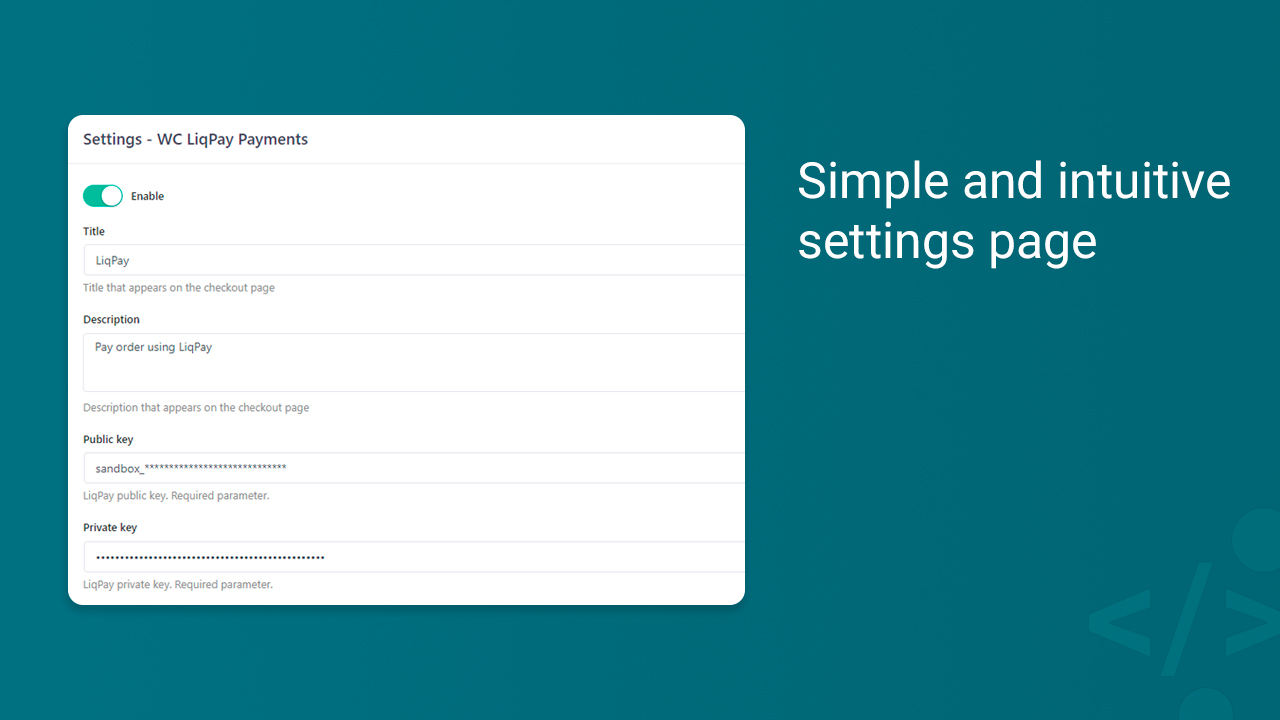 Settings - WC LiqPay Payments
Enable
Title
LiqPay
Title that appears on the checkout page
Description
Pay order using LiqPay
Description that appears on the checkout page
Public key
sandbox_*****************************
LiqPay public key. Required parameter.
Private key
••••••••••••••••••••••••••••••••••••••••••••••••
LiqPay private key. Required parameter.
Simple and intuitive
settings page
</>